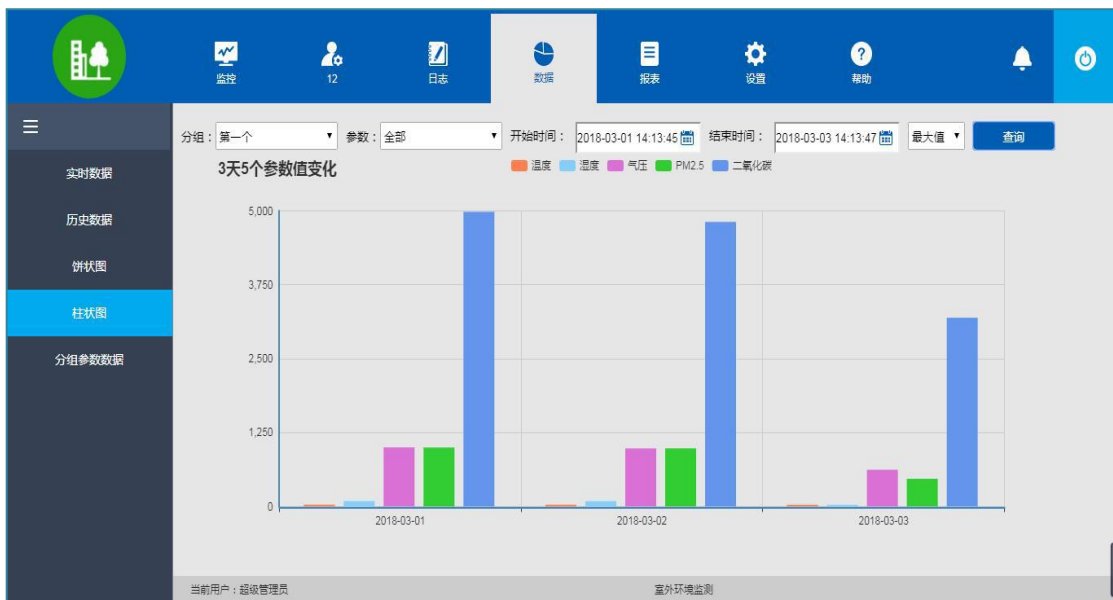 监控
12
日志
数据
报表
设置
?
帮助
分组：第一个 参数：全部 开始时间： 2018-03-01 14:13:45 结束时间： 2018-03-03 14:13:47 最大值 查询
实时数据
历史数据
饼状图
柱状图
分组参数数据
3天5个参数值变化
温度 湿度 气压 PM2.5 二氧化碳
5,000
3,750
2,500
1,250
0
2018-03-01 2018-03-02 2018-03-03
当前用户：超级管理员 室外环境监测